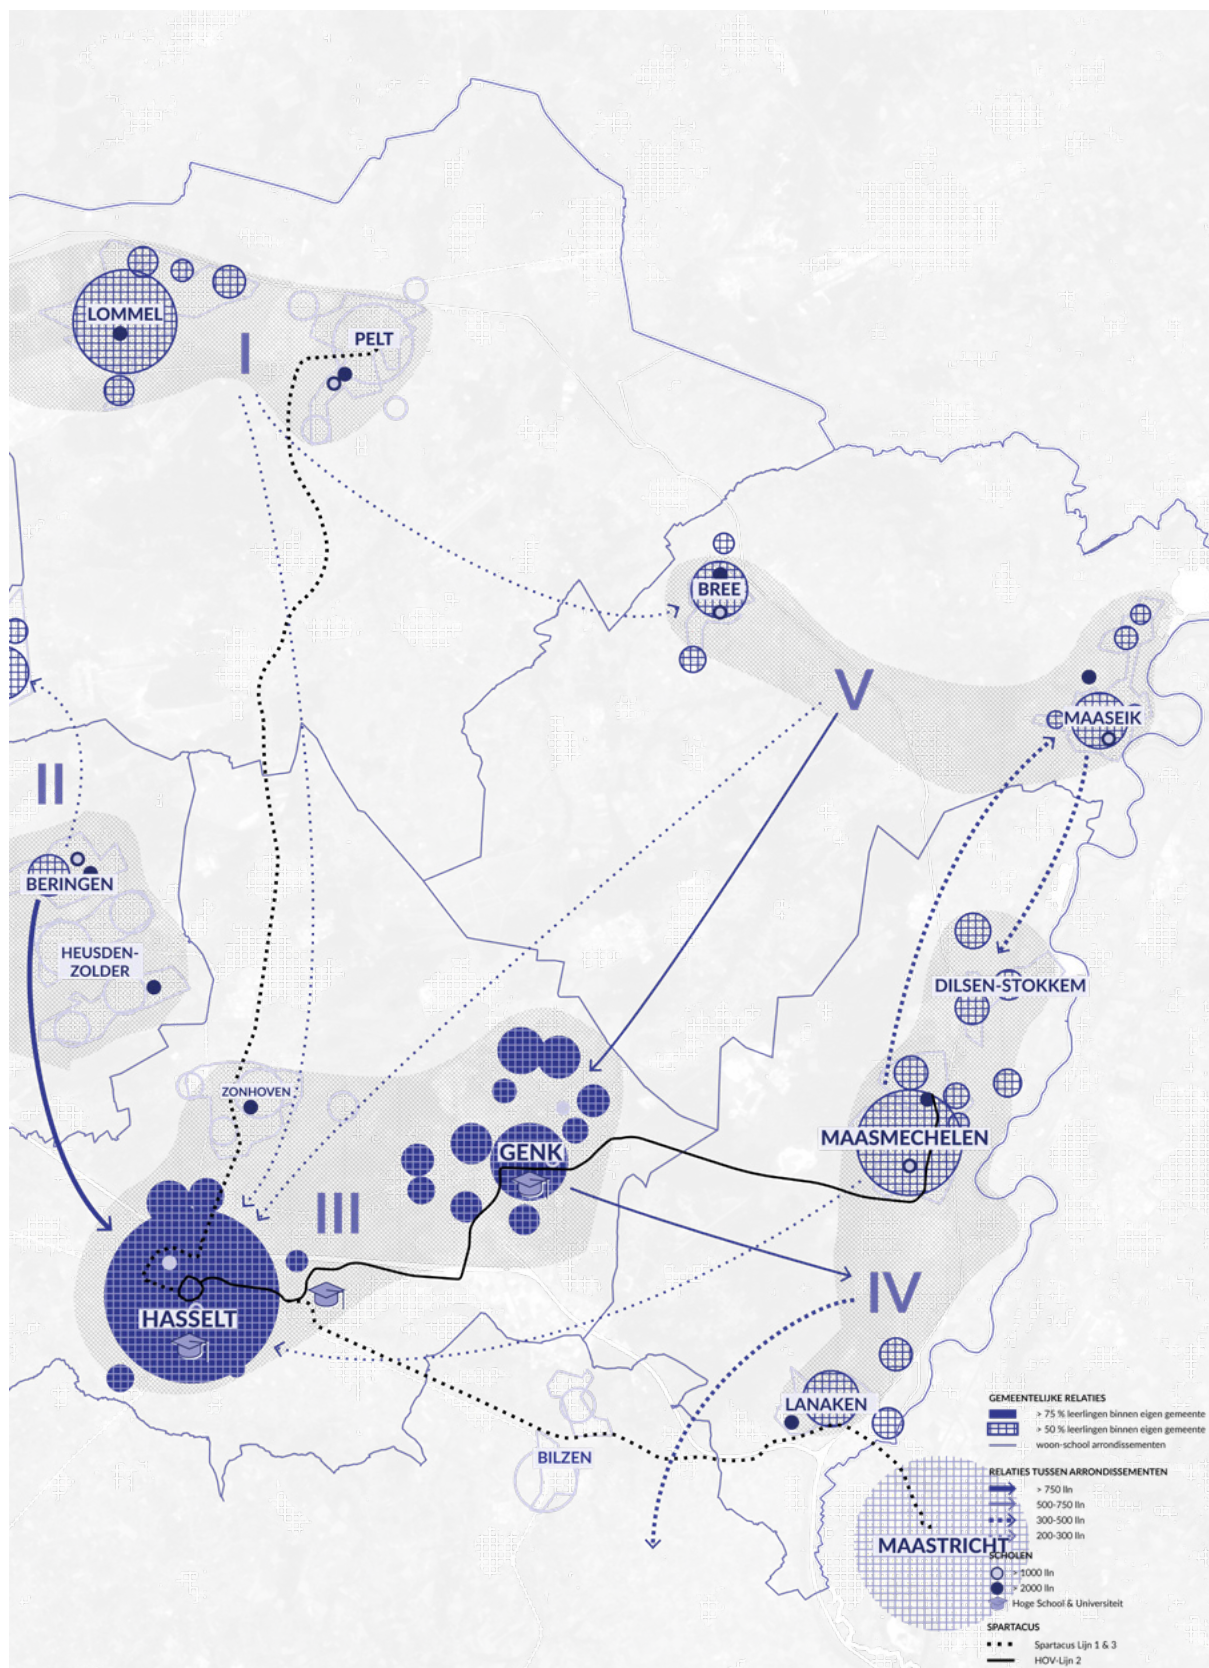 LOMMEL
I
PELT
BREE
V
MAASEIK
II
BERINGEN
HEUSDEN-
ZOLDER
DILSEN-STOKKEM
ZONHOVEN
GENK
MAASMECHELEN
III
IV
HASSELT
LANAKEN
BILZEN
MAASTRICHT
GEMEENTELIJKE RELATIES
> 75 % leerlingen binnen eigen gemeente
> 50 % leerlingen binnen eigen gemeente
woon-school arrondissementen
RELATIES TUSSEN ARRONDISSEMENTEN
> 750 lln
500-750 lln
300-500 lln
200-300 lln
SCHOLEN
> 1000 lln
> 2000 lln
Hoge School & Universiteit
SPARTACUS
Spartacus Lijn 1 & 3
HOV-Lijn 2